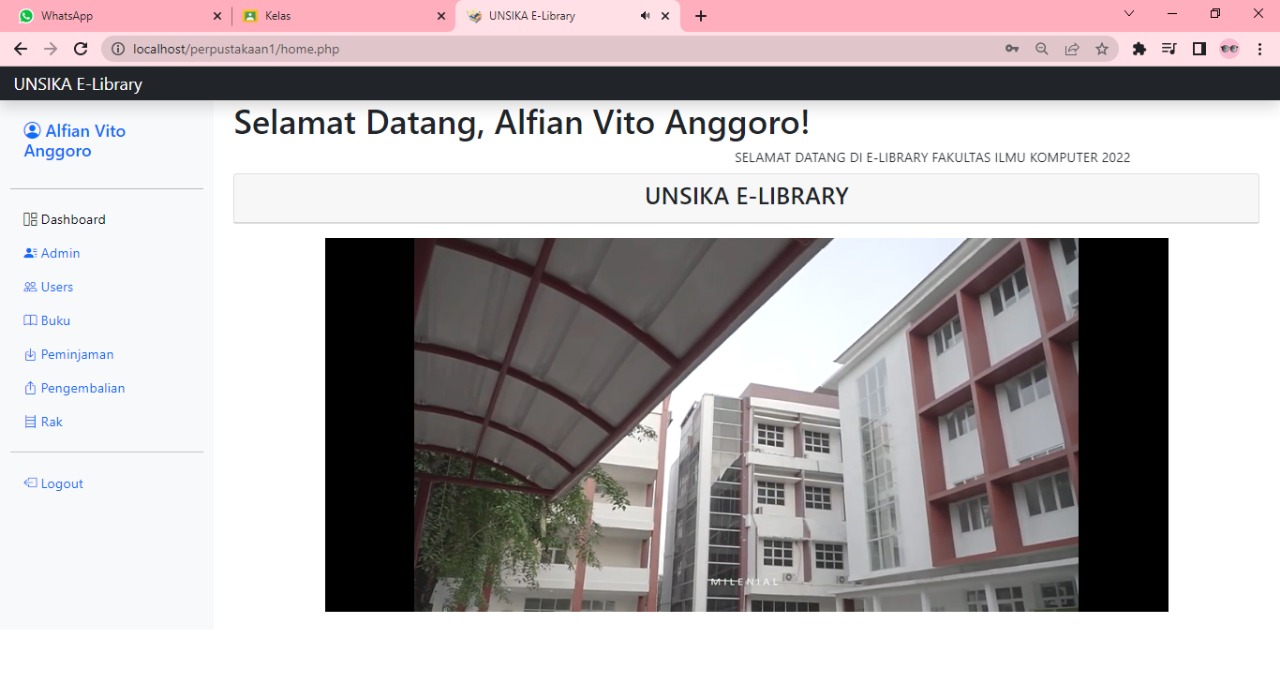 WhatsApp
Kelas
UNSIKA E-Library
localhost/perpustakaan1/home.php
UNSIKA E-Library
Alfian Vito
Anggoro
Dashboard
Admin
Users
Buku
Peminjaman
Pengembalian
Rak
Logout
Selamat Datang, Alfian Vito Anggoro!
SELAMAT DATANG DI E-LIBRARY FAKULTAS ILMU KOMPUTER 2022
UNSIKA E-LIBRARY
MILENIAL